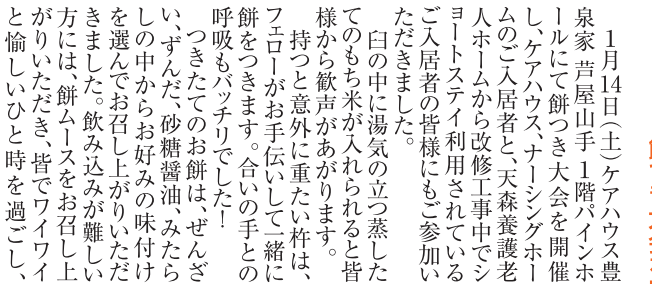 １月14日（土）ケアハウス豊
泉家 芦屋山手 １階パインホ
ールにて餅つき大会を開催
し、ケアハウス、ナーシングホー
ムのご入居者と、天森養護老
人ホームから改修工事中でシ
ョートステイ利用されている
ご入居者の皆様にもご参加い
ただきました。
　臼の中に湯気の立つ蒸した
てのもち米が入れられると皆
様から歓声があがります。
　持つと意外に重たい杵は、
フェローがお手伝いして一緒に
餅をつきます。合いの手との
呼吸もバッチリでした！
　つきたてのお餅は、ぜんざ
い、ずんだ、砂糖醤油、みたら
しの中からお好みの味付け
を選んでお召し上がりいただ
きました。飲み込みが難しい
方には、餅ムースをお召し上
がりいただき、皆でワイワイ
と愉しいひと時を過ごし、